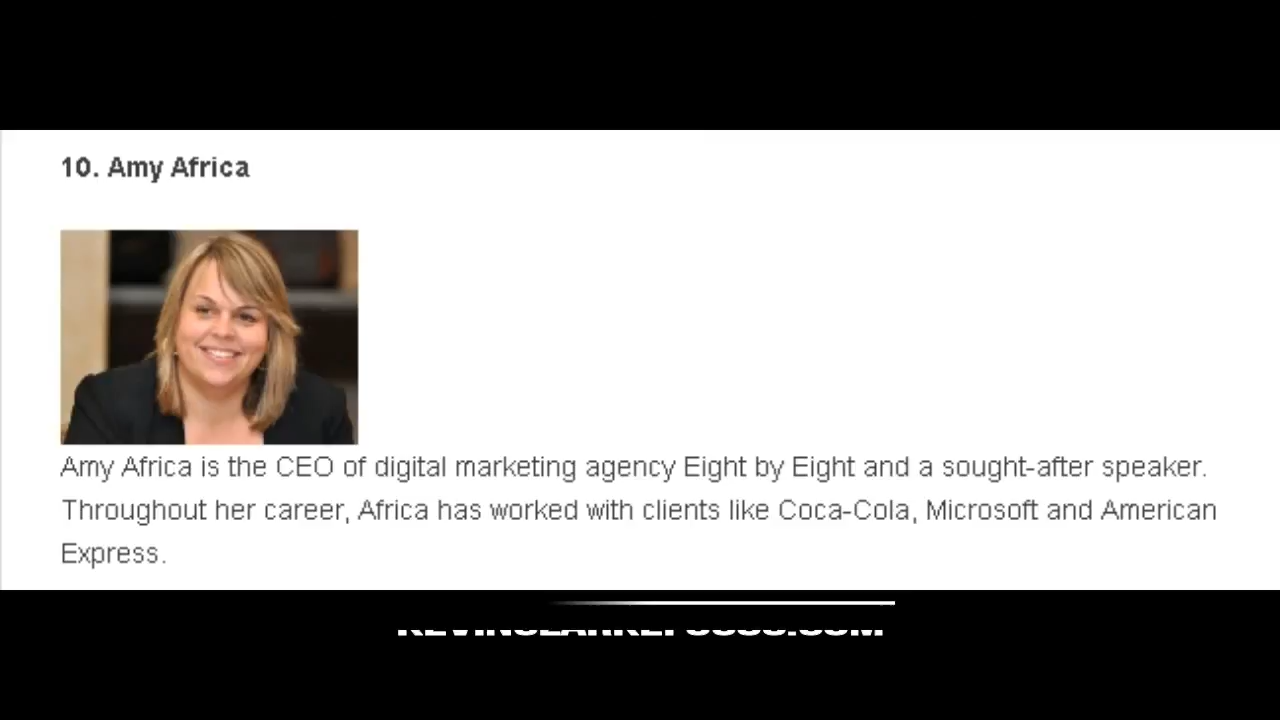 10. Amy Africa
Amy Africa is the CEO of digital marketing agency Eight by Eight and a sought-after speaker.
Throughout her career, Africa has worked with clients like Coca-Cola, Microsoft and American
Express.